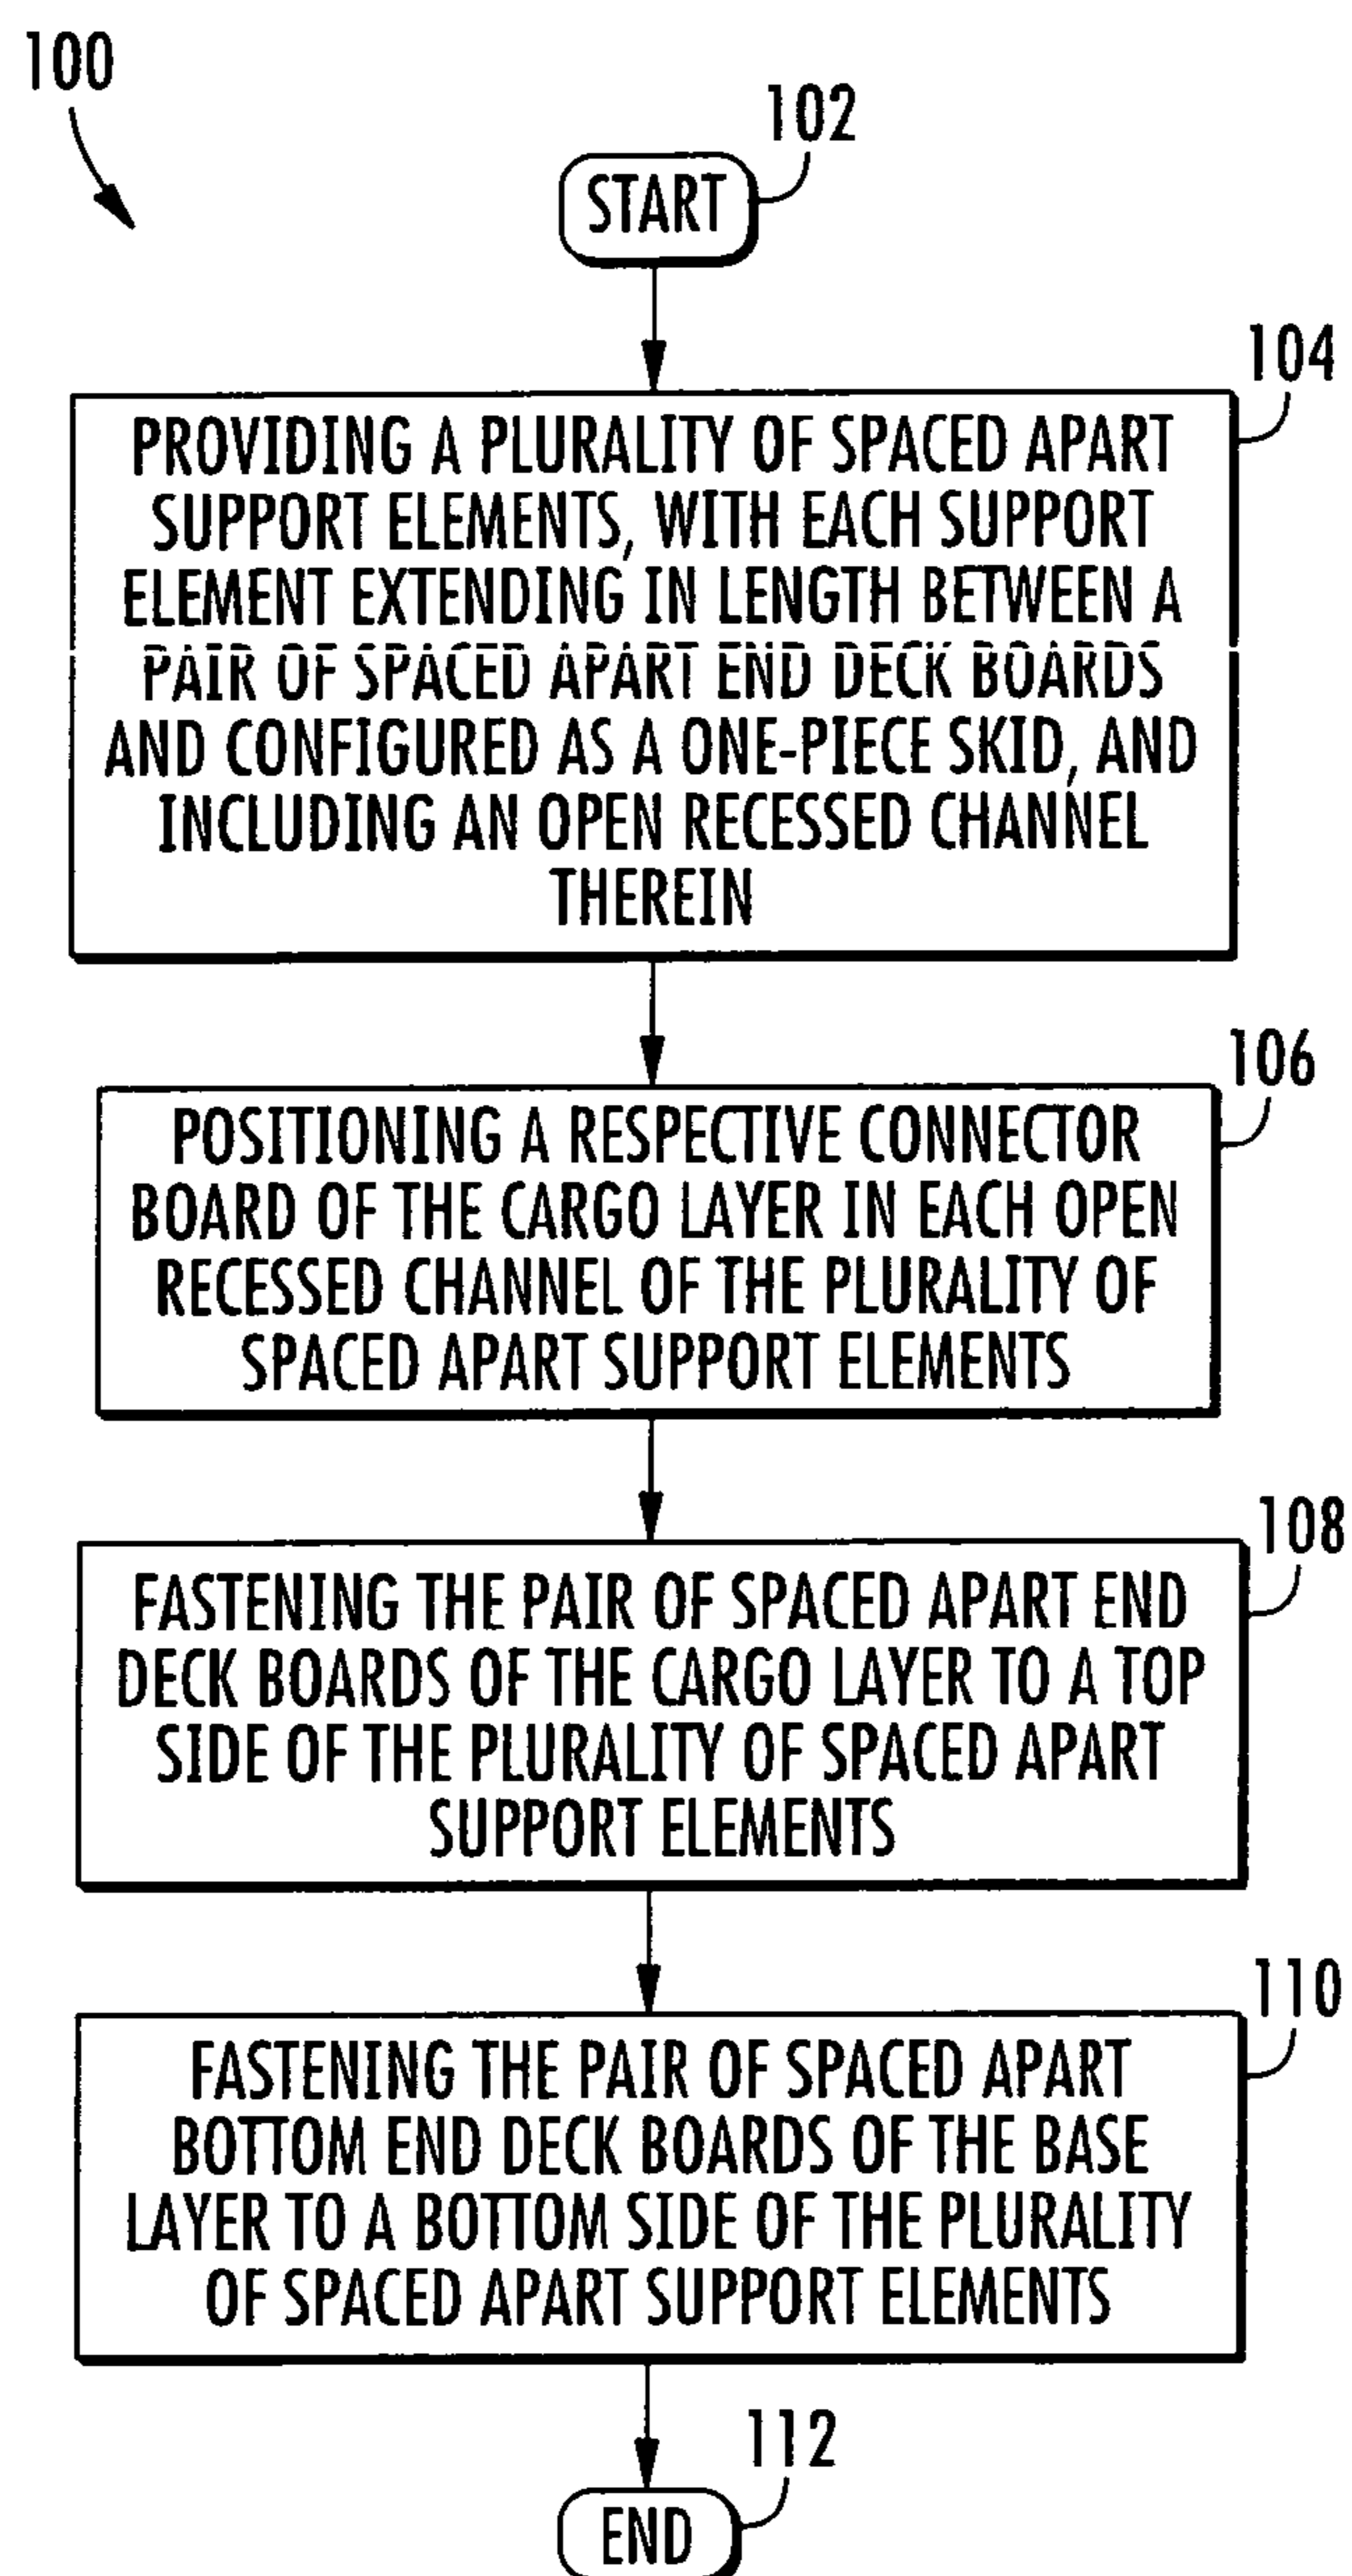 100
102
START
104
PROVIDING A PLURALITY OF SPACED APART
SUPPORT ELEMENTS, WITH EACH SUPPORT
ELEMENT EXTENDING IN LENGTH BETWEEN A
PAIR OF SPACED APART END DECK BOARDS
AND CONFIGURED AS A ONE-PIECE SKID, AND
INCLUDING AN OPEN RECESSED CHANNEL
THEREIN
106
POSITIONING A RESPECTIVE CONNECTOR
BOARD OF THE CARGO LAYER IN EACH OPEN
RECESSED CHANNEL OF THE PLURALITY OF
SPACED APART SUPPORT ELEMENTS
108
FASTENING THE PAIR OF SPACED APART END
DECK BOARDS OF THE CARGO LAYER TO A TOP
SIDE OF THE PLURALITY OF SPACED APART
SUPPORT ELEMENTS
110
FASTENING THE PAIR OF SPACED APART
BOTTOM END DECK BOARDS OF THE BASE
LAYER TO A BOTTOM SIDE OF THE PLURALITY
OF SPACED APART SUPPORT ELEMENTS
112
END